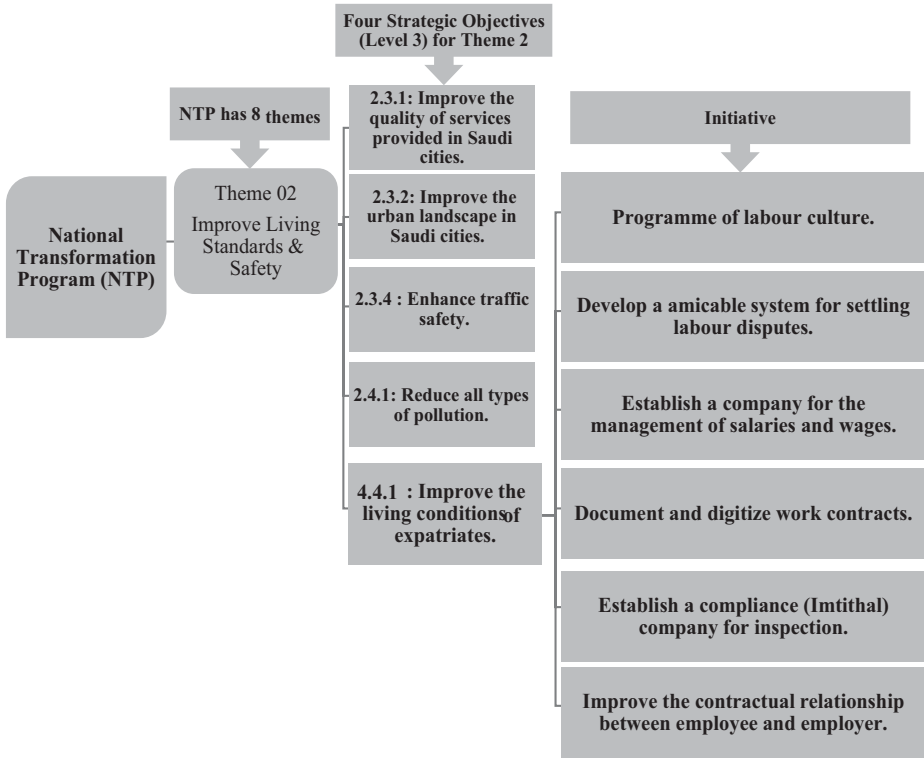 Four Strategic Objectives
(Level 3) for Theme 2
NTP has 8 themes
Initiative
National
Transformation
Program (NTP)
Theme 02
Improve Living
Standards &
Safety
2.3.1: Improve the
quality of services
provided in Saudi
cities.
2.3.2: Improve the
urban landscape in
Saudi cities.
2.3.4 : Enhance traffic
safety.
2.4.1: Reduce all types
of pollution.
4.4.1 : Improve the
living conditions of
expatriates.
Programme of labour culture.
Develop a amicable system for settling
labour disputes.
Establish a company for the
management of salaries and wages.
Document and digitize work contracts.
Establish a compliance (Imtithal)
company for inspection.
Improve the contractual relationship
between employee and employer.